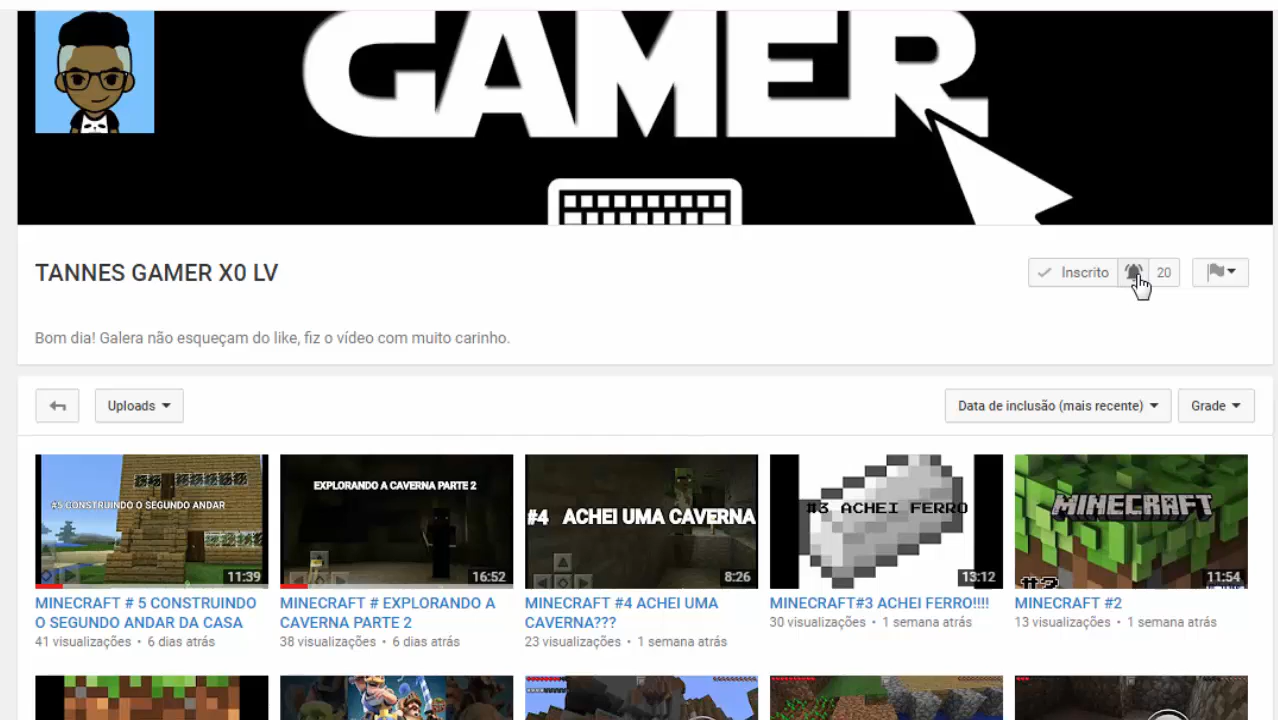 GAMER
TANNES GAMER X0 LV
Inscrito
20
Bom dia! Galera não esqueçam do like, fiz o vídeo com muito carinho.
Uploads
Data de inclusão (mais recente)
Grade
#5 CONSTRUINDO O SEGUNDO ANDAR
11:39
EXPLORANDO A CAVERNA PARTE 2
16:52
#4 ACHEI UMA CAVERNA
8:26
#3 ACHEI FERRO
13:12
MINECRAFT
11:54
MINECRAFT # 5 CONSTRUINDO
O SEGUNDO ANDAR DA CASA
41 visualizações • 6 dias atrás
MINECRAFT # EXPLORANDO A
CAVERNA PARTE 2
38 visualizações • 6 dias atrás
MINECRAFT #4 ACHEI UMA
CAVERNA???
23 visualizações • 1 semana atrás
MINECRAFT#3 ACHEI FERRO!!!!
30 visualizações • 1 semana atrás
MINECRAFT #2
13 visualizações • 1 semana atrás